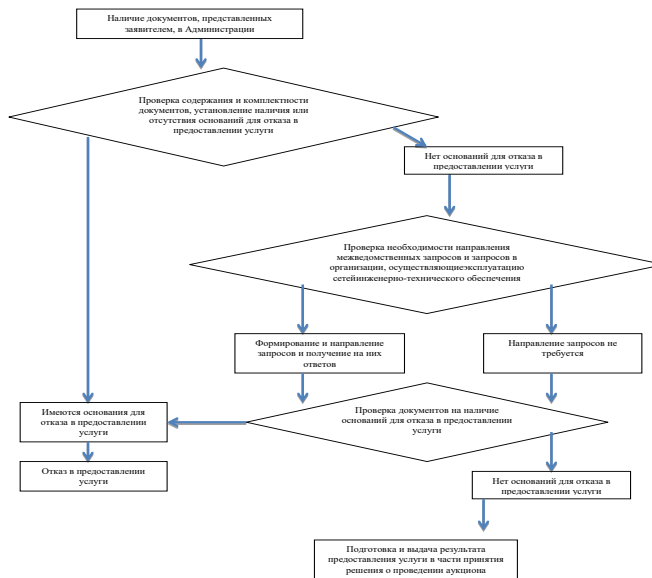 Наличие документов, представленных
заявителем, в Администрации
Проверка содержания и комплектности
документов, установление наличия или
отсутствия оснований для отказа в
предоставлении услуги
Нет оснований для отказа в
предоставлении услуги
Проверка необходимости направления
межведомственных запросов и запросов в
организации, осуществляющиеэксплуатацию
сетейинженерно-технического обеспечения
Формирование и направление
запросов и получение на них
ответов
Направление запросов не
требуется
Имеются основания для
отказа в предоставлении
услуги
Проверка документов на наличие
оснований для отказа в предоставлении
услуги
Отказ в предоставлении
услуги
Нет оснований для отказа в
предоставлении услуги
Подготовка и выдача результата
предоставления услуги в части принятия
решения о проведении аукциона